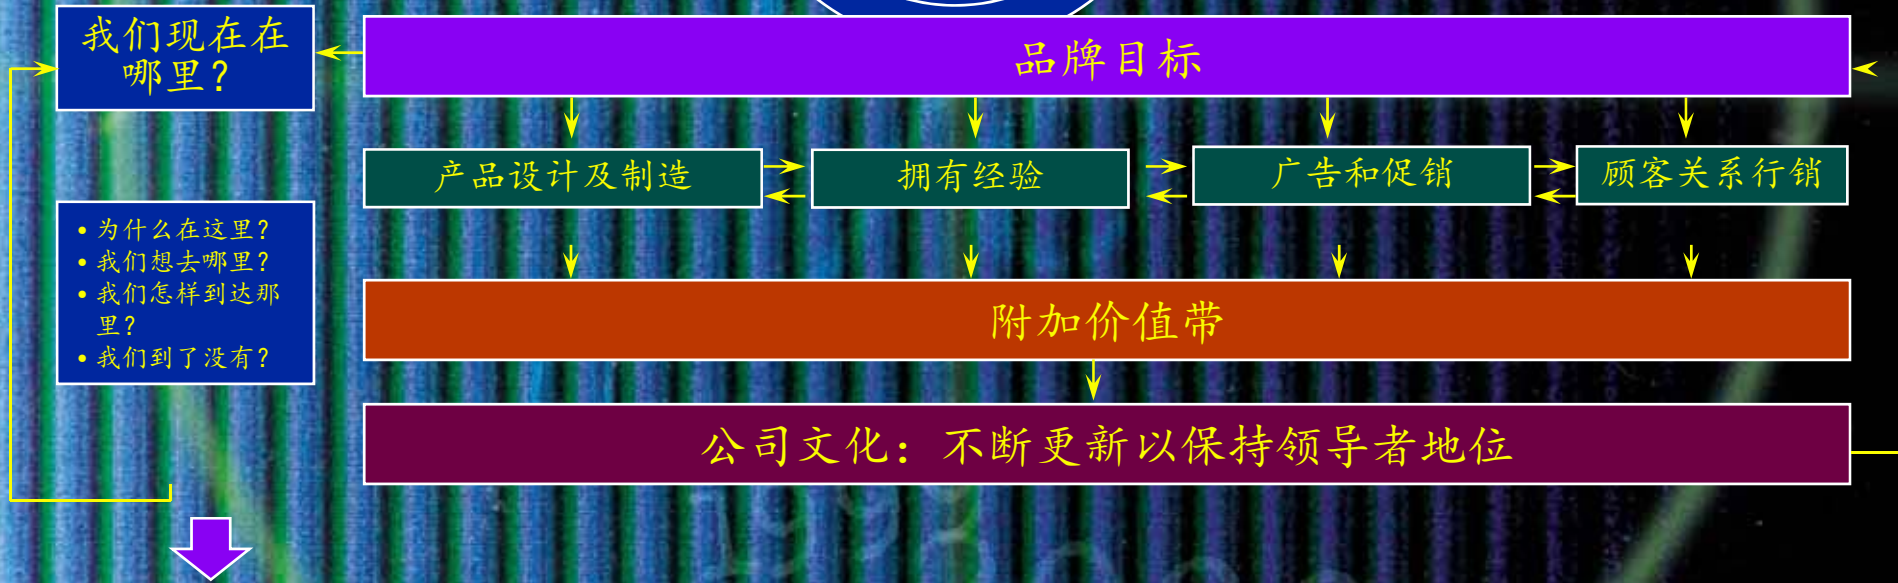 我们现在在
哪里?
品牌目标
产品设计及制造
拥有经验
广告和促销
顾客关系行销
• 为什么在这里?
• 我们想去哪里?
• 我们怎样到达那
里?
• 我们到了没有?
附加价值带
公司文化：不断更新以保持领导者地位